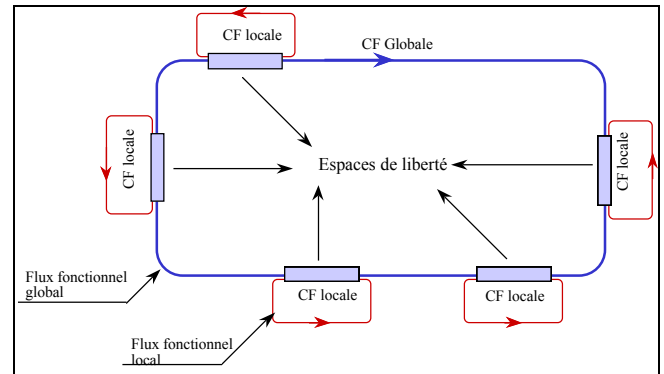 CF locale
CF Globale
CF locale
Espaces de liberté
CF locale
Flux fonctionnel
global
CF locale
CF locale
Flux fonctionnel
local